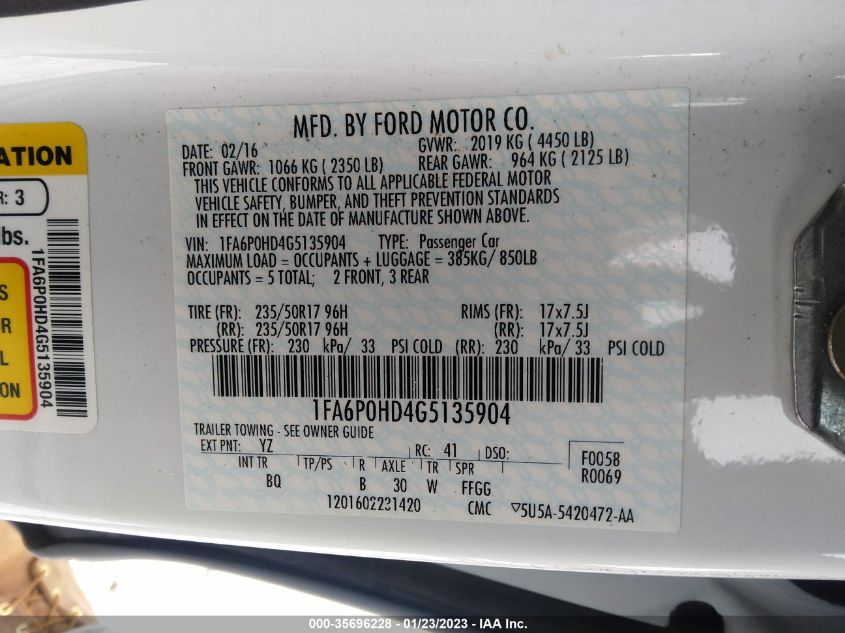 MFD. BY FORD MOTOR CO.
DATE: 02/16 GVWR: 2019 KG ( 4450 LB)
FRONT GAWR: 1066 KG ( 2350 LB) REAR GAWR: 964 KG ( 2125 LB)
THIS VEHICLE CONFORMS TO ALL APPLICABLE FEDERAL MOTOR
VEHICLE SAFETY, BUMPER, AND THEFT PREVENTION STANDARDS
IN EFFECT ON THE DATE OF MANUFACTURE SHOWN ABOVE.
VIN: 1FA6P0HD4G5135904 TYPE: Passenger Car
MAXIMUM LOAD = OCCUPANTS + LUGGAGE = 385KG/ 850LB
OCCUPANTS = 5 TOTAL; 2 FRONT, 3 REAR
TIRE (FR): 235/50R17 96H RIMS (FR): 17x7.5J
(RR): 235/50R17 96H (RR): 17x7.5J
PRESSURE (FR): 230 kPa/ 33 PSI COLD (RR): 230 kPa/ 33 PSI COLD
1FA6P0HD4G5135904
TRAILER TOWING - SEE OWNER GUIDE
EXT PNT: YZ RC: 41 DSO: F0058
INT TR TP/PS R AXLE TR SPR R0069
BQ B 30 W FFGG
1201602231420 CMC ▽5U5A-5420472-AA
ATION
R: 3
lbs.
1FA6P0HD4G5135904
S
R
L
ON
000-35696228 - 01/23/2023 - IAA Inc.